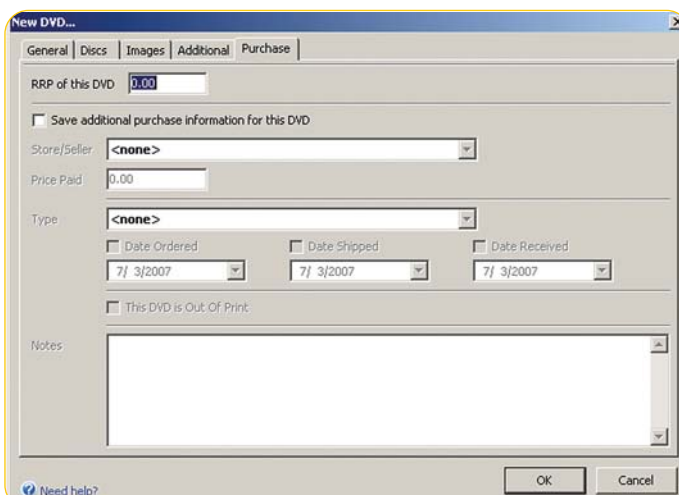 New DVD...
General Discs Images Additional Purchase
RRP of this DVD 0.00
Save additional purchase information for this DVD
Store/Seller <none>
Price Paid 0.00
Type <none>
Date Ordered Date Shipped Date Received
7/ 3/2007 7/ 3/2007 7/ 3/2007
This DVD is Out Of Print
Notes
OK Cancel
Need help?